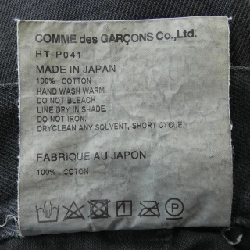 COMME des GARÇONS Co.,Ltd.
HT-P041
MADE IN JAPAN
100% COTTON
HAND WASH WARM
DO NOT BLEACH
LINE DRY IN SHADE
DO NOT IRON
DRYCLEAN ANY SOLVENT, SHORT CYCLE
FABRIQUE AU JAPON
100% COTON